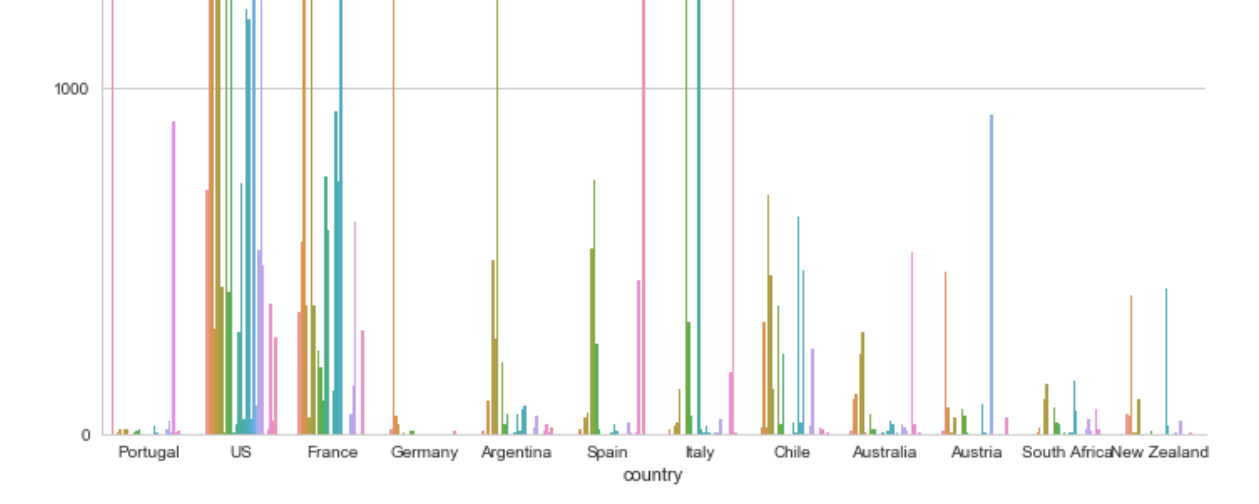 1000
0
Portugal US France Germany Argentina Spain Italy Chile Australia Austria South Africa New Zealand
country